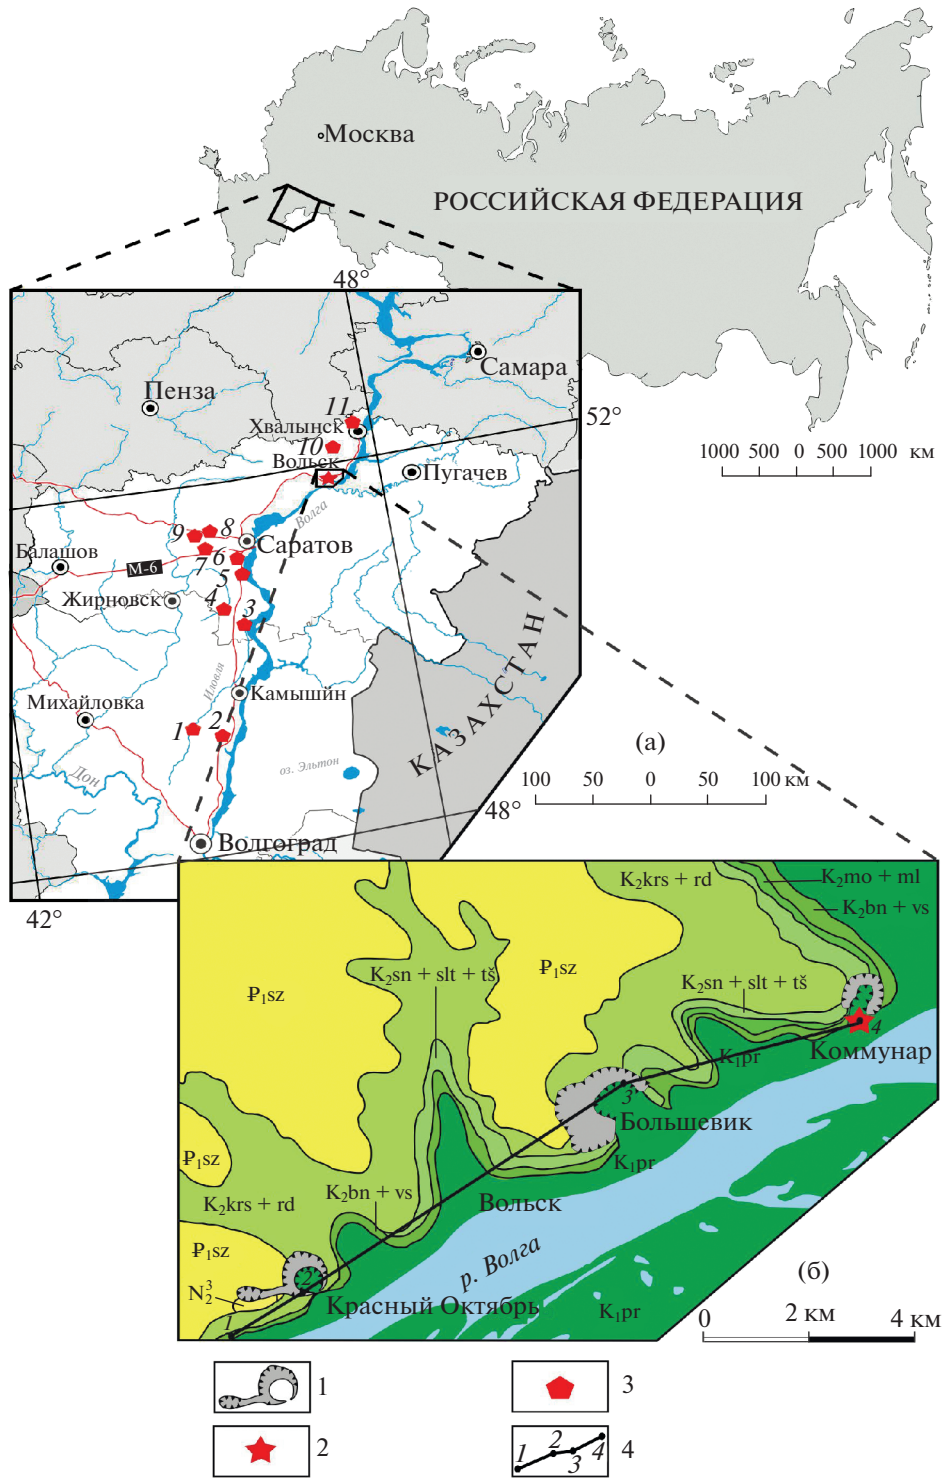 Москва
РОССИЙСКАЯ ФЕДЕРАЦИЯ
48°
Самара
Пенза
52°
11
Хвалынск
10
Вольск
Пугачев
1000 500 0 500 1000 км
Волга
9
8
Саратов
Балашов
7
6
М-6
5
Жирновск
4
3
КАЗАХСТАН
Иловля
Камышин
Михайловка
1
2
(а)
Дон
оз. Эльтон
100 50 0 50 100 км
48°
Волгоград
42°
K₂krs + rd
K₂mo + ml
K₂bn + vs
K₂sn + slt + tš
₽₁sz
₽₁sz
K₂sn + slt + tš
4
Коммунар
K₁pr
3
Большевик
₽₁sz
K₁pr
K₂krs + rd
K₂bn + vs
Вольск
₽₁sz
р. Волга
(б)
N₂³
2
Красный Октябрь
K₁pr
1
0 2 км 4 км
1
3
2
1 2 3 4
4